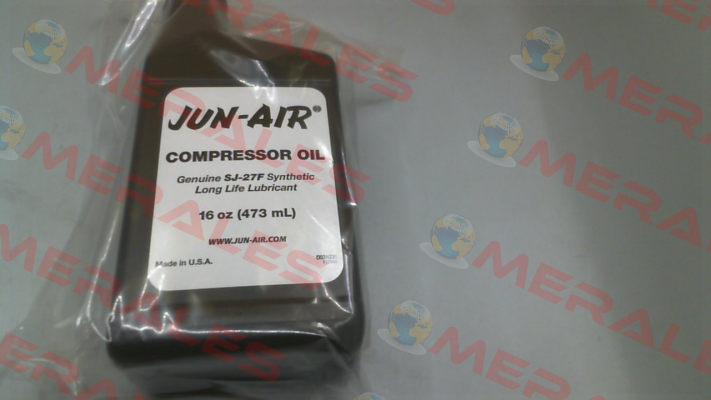 JUN-AIR®
COMPRESSOR OIL
Genuine SJ-27F Synthetic
Long Life Lubricant
16 oz (473 mL)
WWW.JUN-AIR.COM
Made in U.S.A.
MERALES
MERALES
MERALES
MERALES
MERALES
MERALES